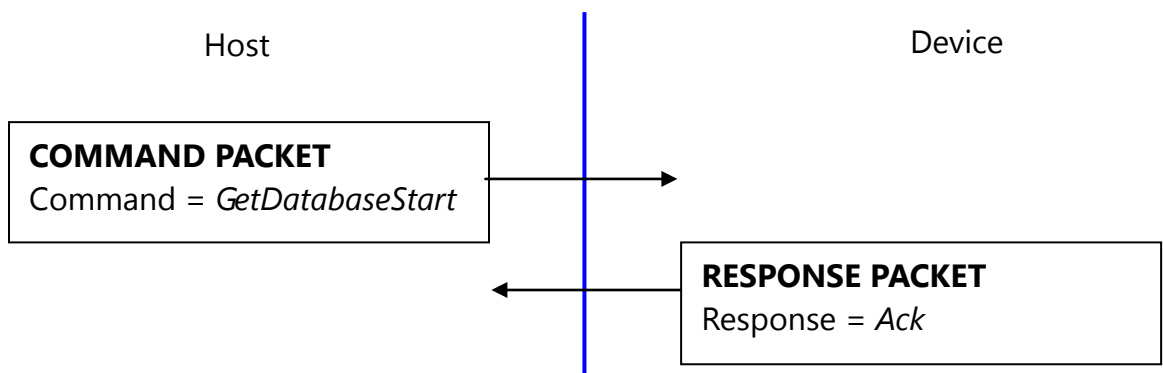 Host
Device
COMMAND PACKET
Command = GetDatabaseStart
RESPONSE PACKET
Response = Ack